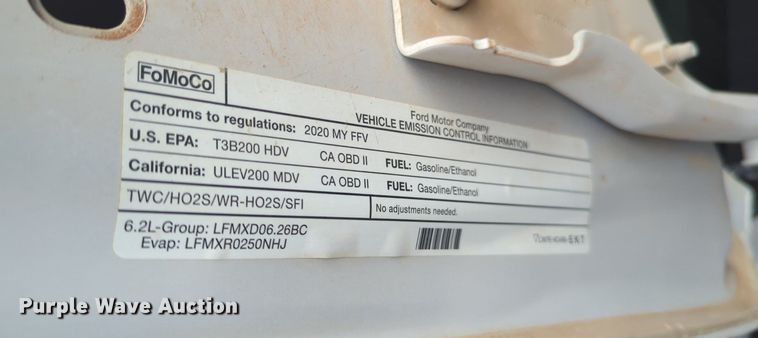 FoMoCo
Ford Motor Company
VEHICLE EMISSION CONTROL INFORMATION
Conforms to regulations: 2020 MY FFV
U.S. EPA: T3B200 HDV CA OBD II FUEL: Gasoline/Ethanol
California: ULEV200 MDV CA OBD II FUEL: Gasoline/Ethanol
TWC/HO2S/WR-HO2S/SFI No adjustments needed.
6.2L-Group: LFMXD06.26BC
Evap: LFMXR0250NHJ
Purple Wave Auction